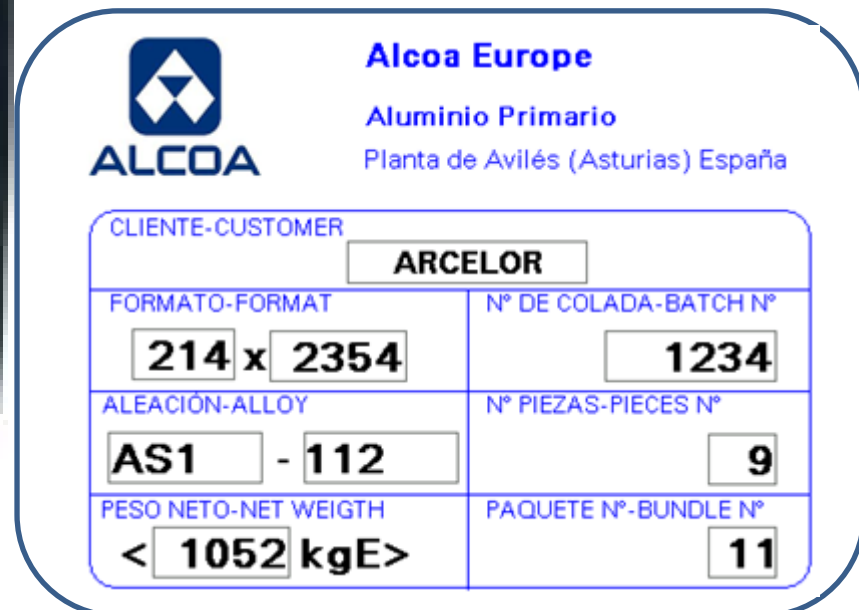 Alcoa Europe
Aluminio Primario
ALCOA
Planta de Avilés (Asturias) España
CLIENTE-CUSTOMER
ARCELOR
FORMATO-FORMAT
214 x 2354
N° DE COLADA-BATCH N°
1234
ALEACIÓN-ALLOY
AS1 - 112
N° PIEZAS-PIECES N°
9
PESO NETO-NET WEIGTH
< 1052 kgE>
PAQUETE N°-BUNDLE N°
11